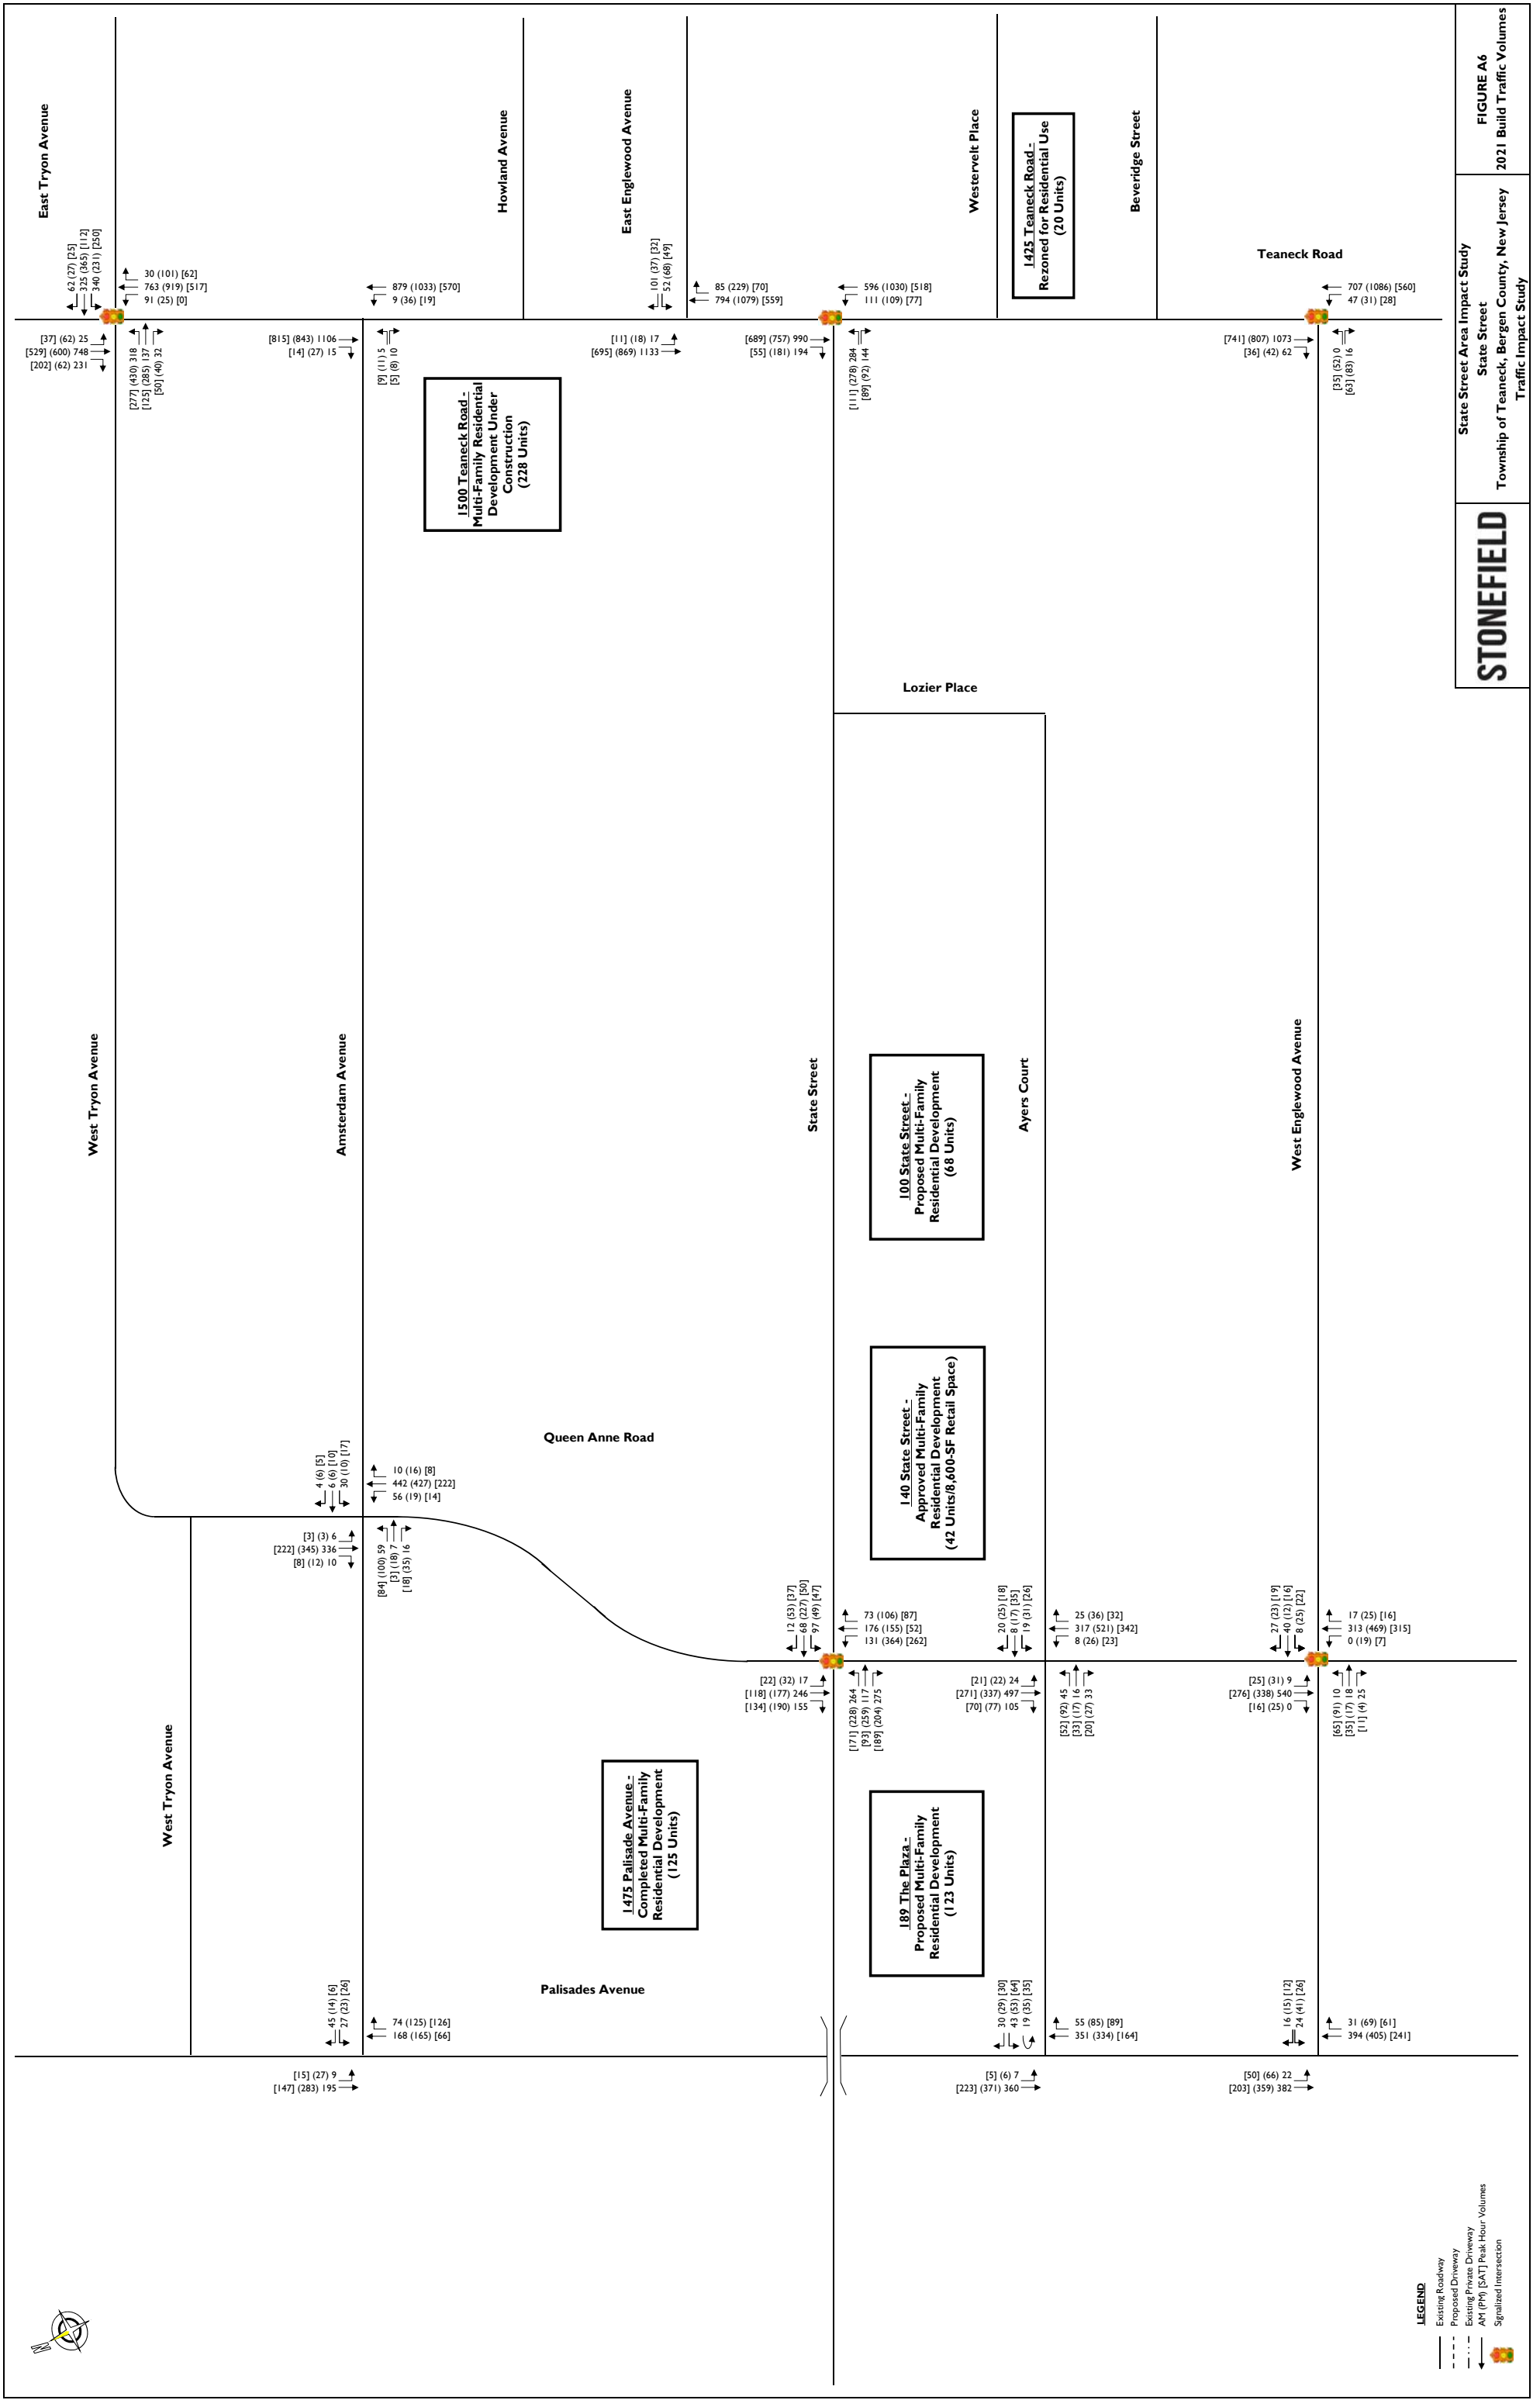 East Tryon Avenue
62 (27) [25]
325 (365) [112]
340 (231) [250]
30 (101) [62]
763 (919) [517]
91 (25) [0]
[37] (62) 25
[529] (600) 748
[202] (62) 231
[277] (430) 318
[125] (285) 137
[50] (40) 32
West Tryon Avenue
879 (1033) [570]
9 (36) [19]
[815] (843) 1106
[14] (27) 15
[9] (11) 5
[5] (8) 10
Howland Avenue
East Englewood Avenue
101 (37) [32]
52 (68) [49]
85 (229) [70]
794 (1079) [559]
[11] (18) 17
[695] (869) 1133
596 (1030) [518]
111 (109) [77]
[689] (757) 990
[55] (181) 194
[111] (278) 284
[89] (92) 144
Westervelt Place
1425 Teaneck Road -
Rezoned for Residential Use
(20 Units)
Beveridge Street
Teaneck Road
707 (1086) [560]
47 (31) [28]
[741] (807) 1073
[36] (42) 62
[35] (52) 0
[63] (83) 16
1500 Teaneck Road -
Multi-Family Residential
Development Under
Construction
(228 Units)
Lozier Place
Amsterdam Avenue
State Street
100 State Street -
Proposed Multi-Family
Residential Development
(68 Units)
Ayers Court
West Englewood Avenue
140 State Street -
Approved Multi-Family
Residential Development
(42 Units/8,600-SF Retail Space)
Queen Anne Road
4 (6) [5]
6 (6) [10]
30 (10) [17]
10 (16) [8]
442 (427) [222]
56 (19) [14]
[3] (3) 6
[222] (345) 336
[8] (12) 10
[84] (100) 59
[3] (18) 7
[18] (35) 16
12 (53) [37]
68 (227) [50]
97 (49) [47]
73 (106) [87]
176 (155) [52]
131 (364) [262]
[22] (32) 17
[118] (177) 246
[134] (190) 155
[171] (228) 264
[93] (259) 117
[189] (204) 275
20 (25) [18]
8 (17) [35]
19 (31) [26]
25 (36) [32]
317 (521) [342]
8 (26) [23]
[21] (22) 24
[271] (337) 497
[70] (77) 105
[52] (92) 45
[33] (17) 16
[20] (27) 33
27 (23) [19]
40 (12) [16]
8 (25) [22]
17 (25) [16]
313 (469) [315]
0 (19) [7]
[25] (31) 9
[276] (338) 540
[16] (25) 0
[65] (91) 10
[35] (17) 18
[11] (4) 25
West Tryon Avenue
1475 Palisade Avenue -
Completed Multi-Family
Residential Development
(125 Units)
189 The Plaza -
Proposed Multi-Family
Residential Development
(123 Units)
Palisades Avenue
45 (14) [6]
27 (23) [26]
74 (125) [126]
168 (165) [66]
[15] (27) 9
[147] (283) 195
30 (29) [30]
43 (53) [64]
19 (35) [35]
55 (85) [89]
351 (334) [164]
[5] (6) 7
[223] (371) 360
16 (15) [12]
24 (41) [26]
31 (69) [61]
394 (405) [241]
[50] (66) 22
[203] (359) 382
N
LEGEND
Existing Roadway
Proposed Driveway
Existing Private Driveway
AM (PM) [SAT] Peak Hour Volumes
Signalized Intersection
STONEFIELD
State Street Area Impact Study
State Street
Township of Teaneck, Bergen County, New Jersey
Traffic Impact Study
FIGURE A6
2021 Build Traffic Volumes